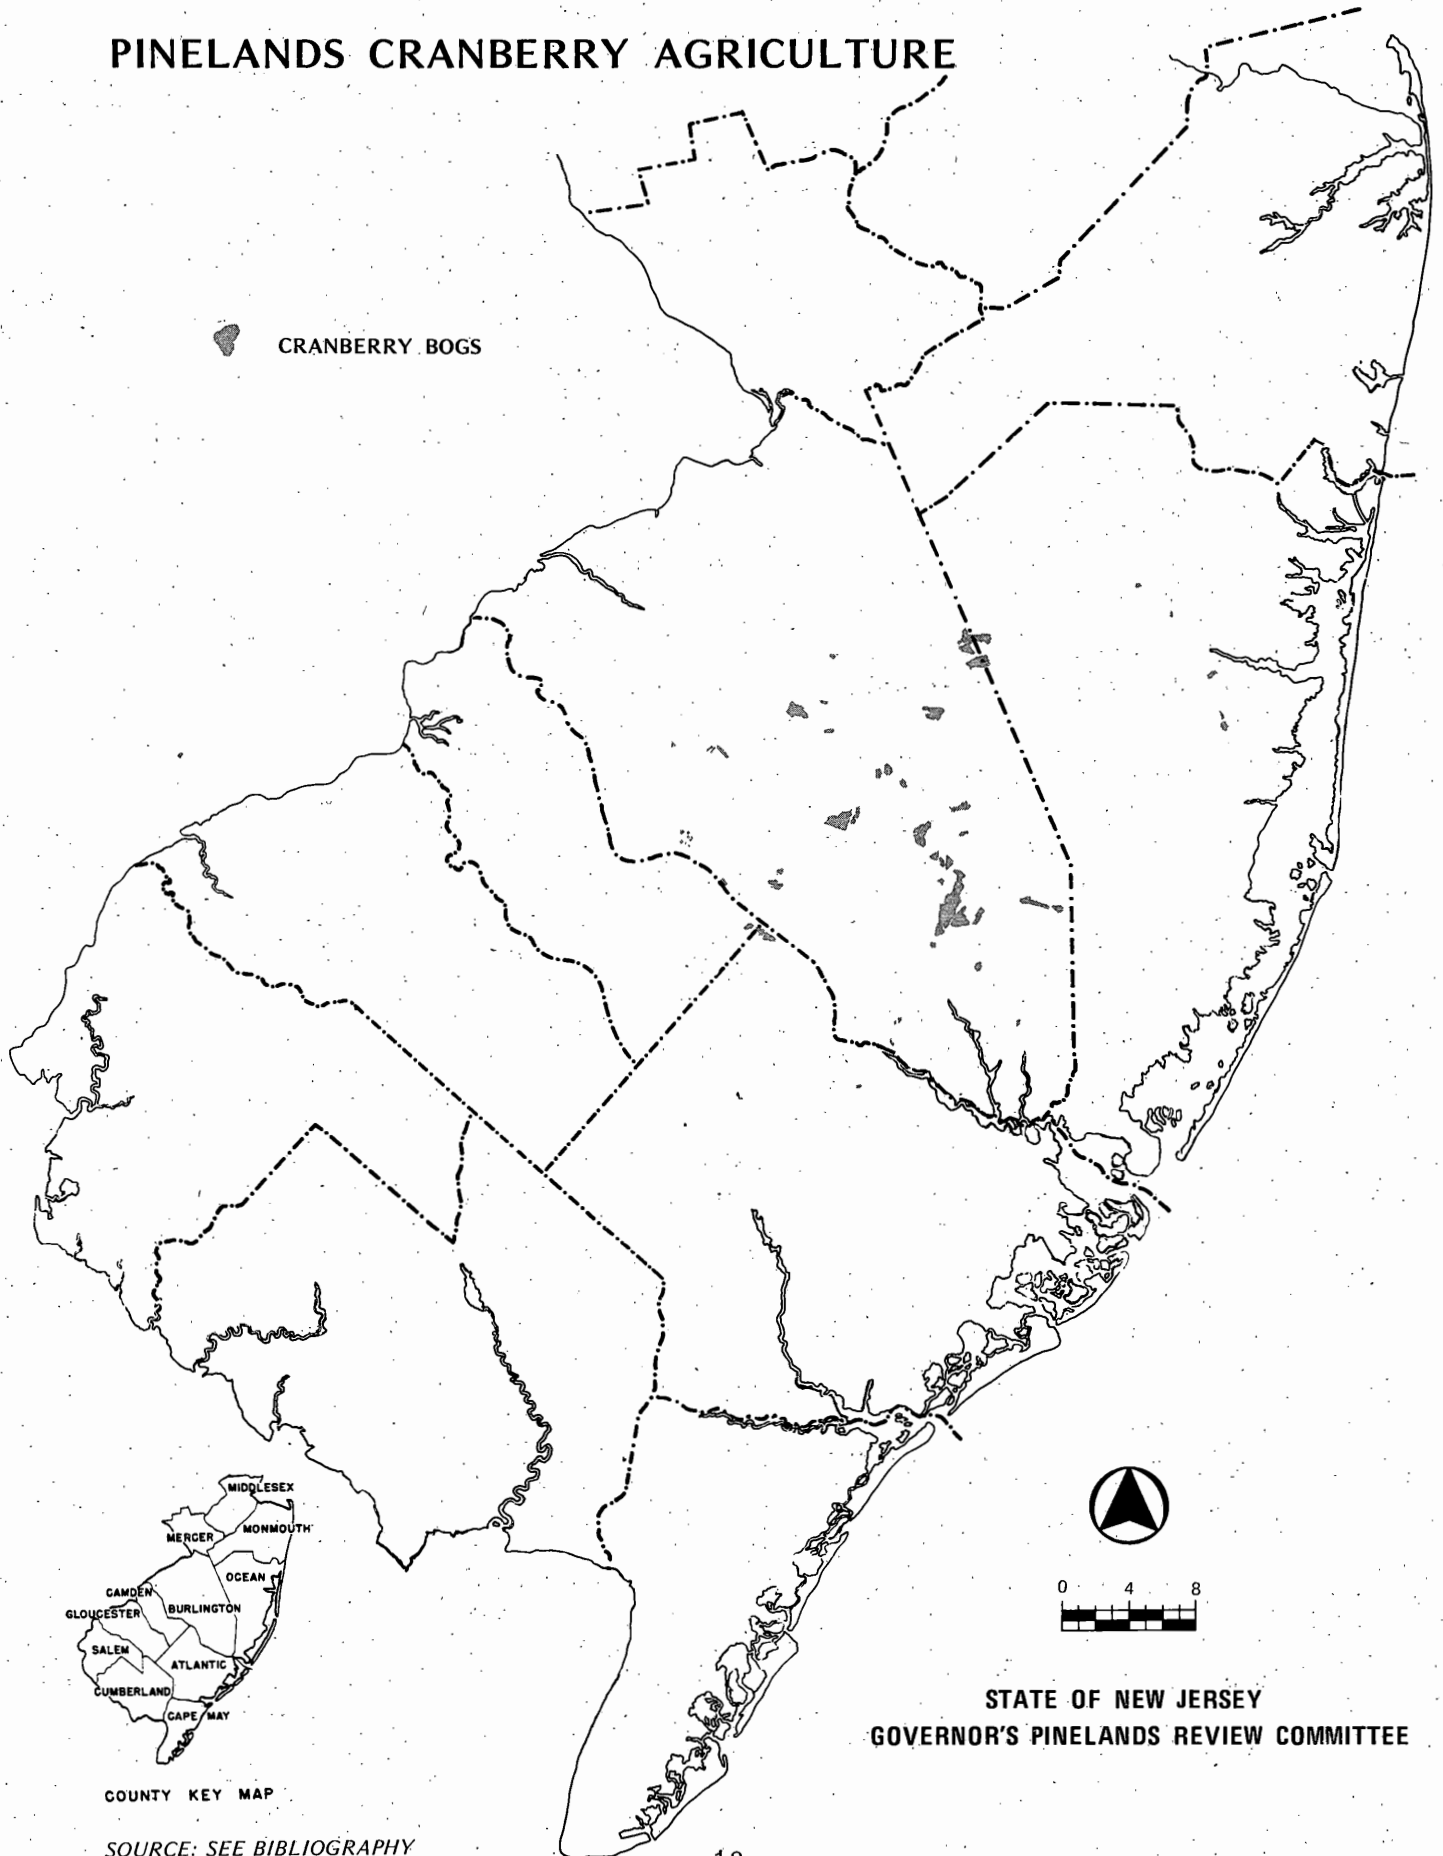 PINELANDS CRANBERRY AGRICULTURE
CRANBERRY BOGS
MIDDLESEX
MERCER
MONMOUTH
OCEAN
CAMDEN
BURLINGTON
GLOUCESTER
SALEM
ATLANTIC
CUMBERLAND
CAPE MAY
COUNTY KEY MAP
SOURCE: SEE BIBLIOGRAPHY
0 4 8
STATE OF NEW JERSEY
GOVERNOR'S PINELANDS REVIEW COMMITTEE